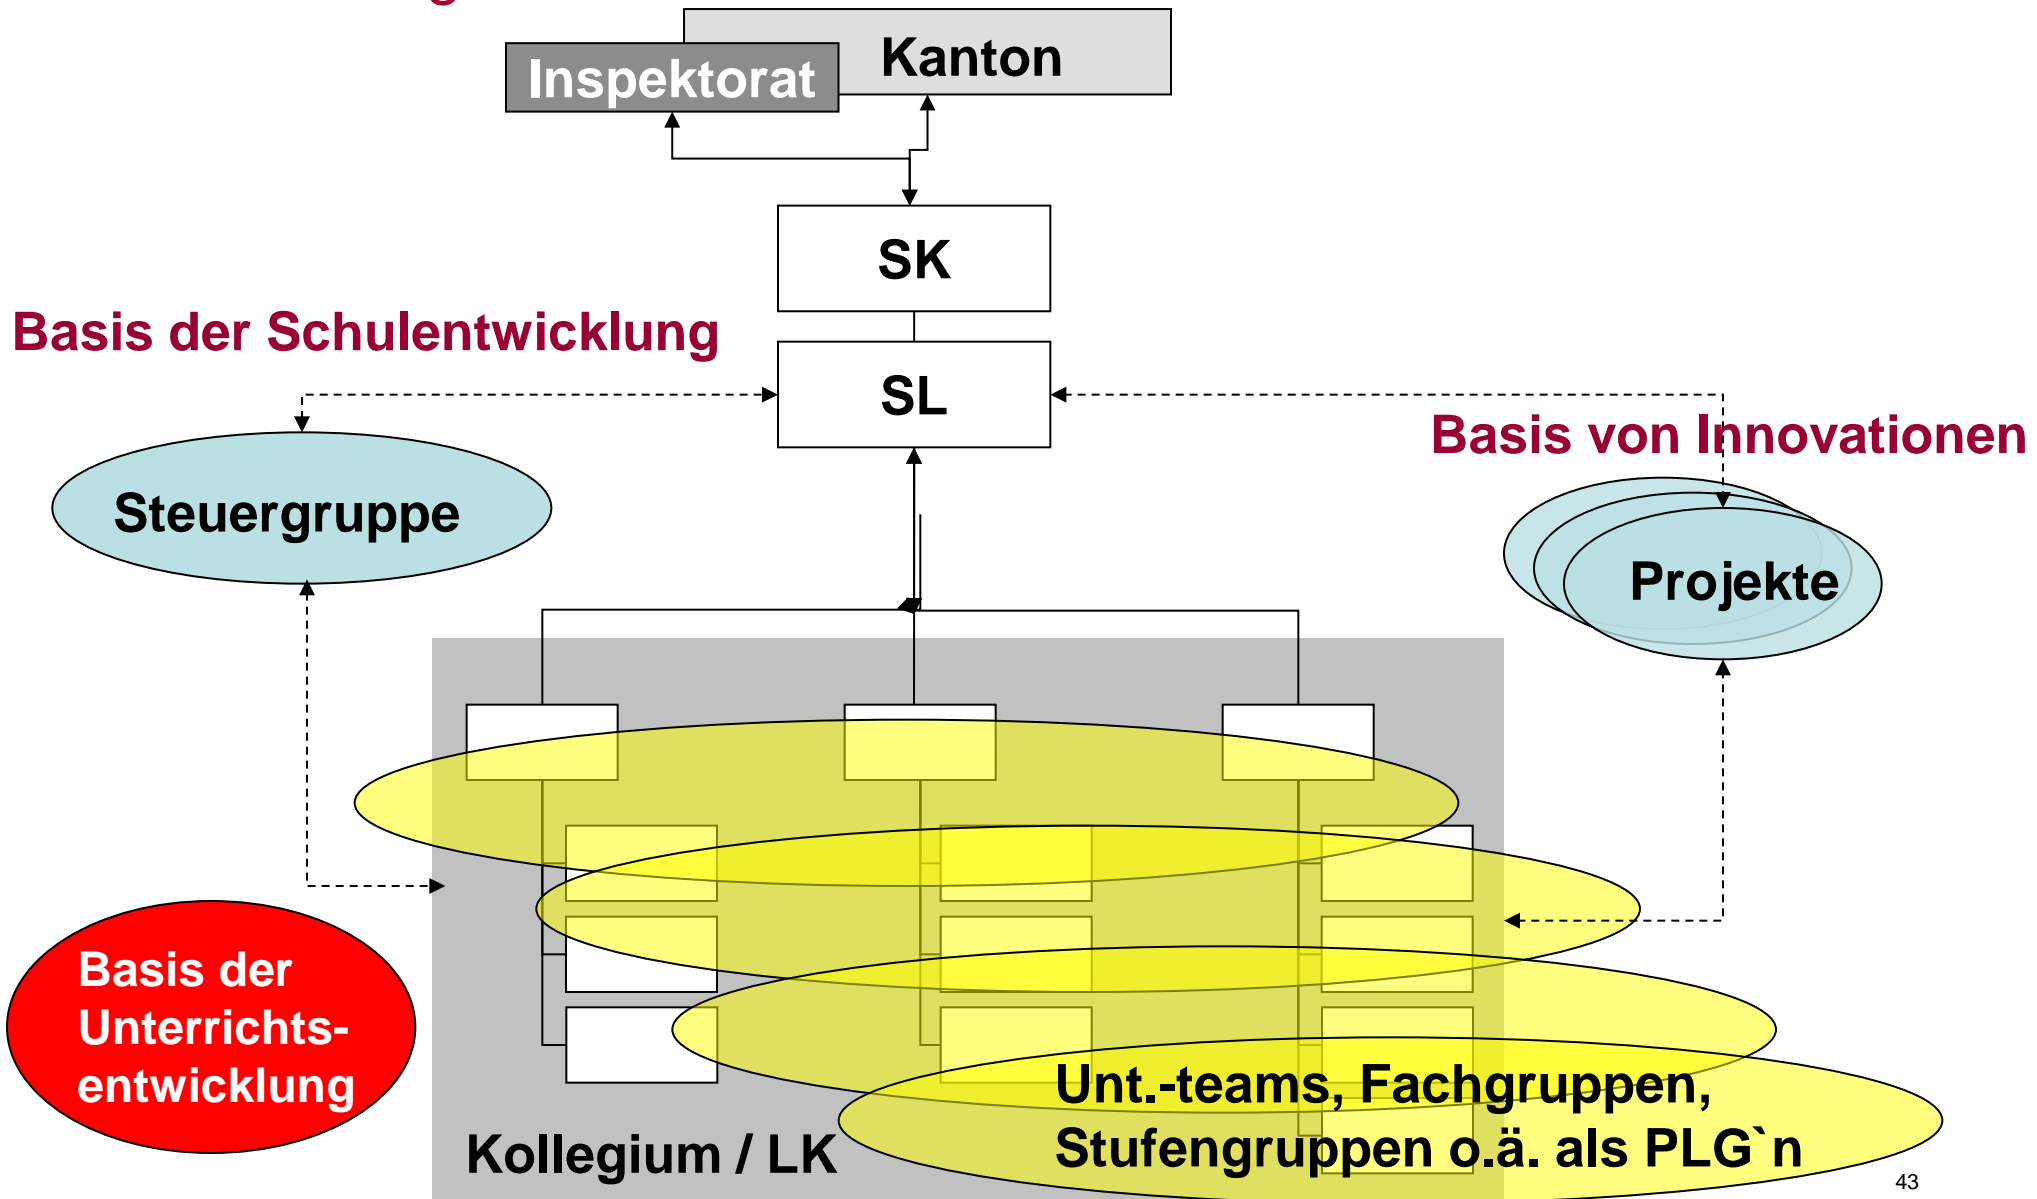 Kanton
Inspektorat
SK
Basis der Schulentwicklung
SL
Basis von Innovationen
Steuergruppe
Projekte
Basis der
Unterrichts-
entwicklung
Unt.-teams, Fachgruppen,
Stufengruppen o.ä. als PLG`n
Kollegium / LK
43